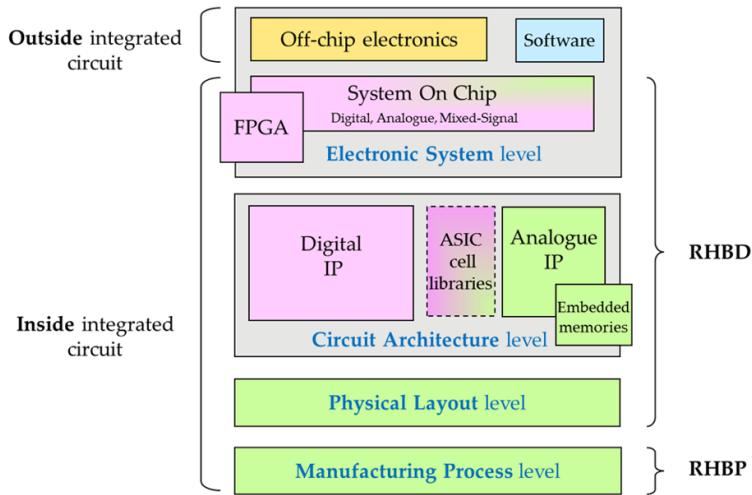 Outside integrated
circuit
Off-chip electronics
Software
System On Chip
Digital, Analogue, Mixed-Signal
FPGA
Electronic System level
Digital
IP
ASIC
cell
libraries
Analogue
IP
Embedded
memories
Circuit Architecture level
RHBD
Inside integrated
circuit
Physical Layout level
Manufacturing Process level
RHBP